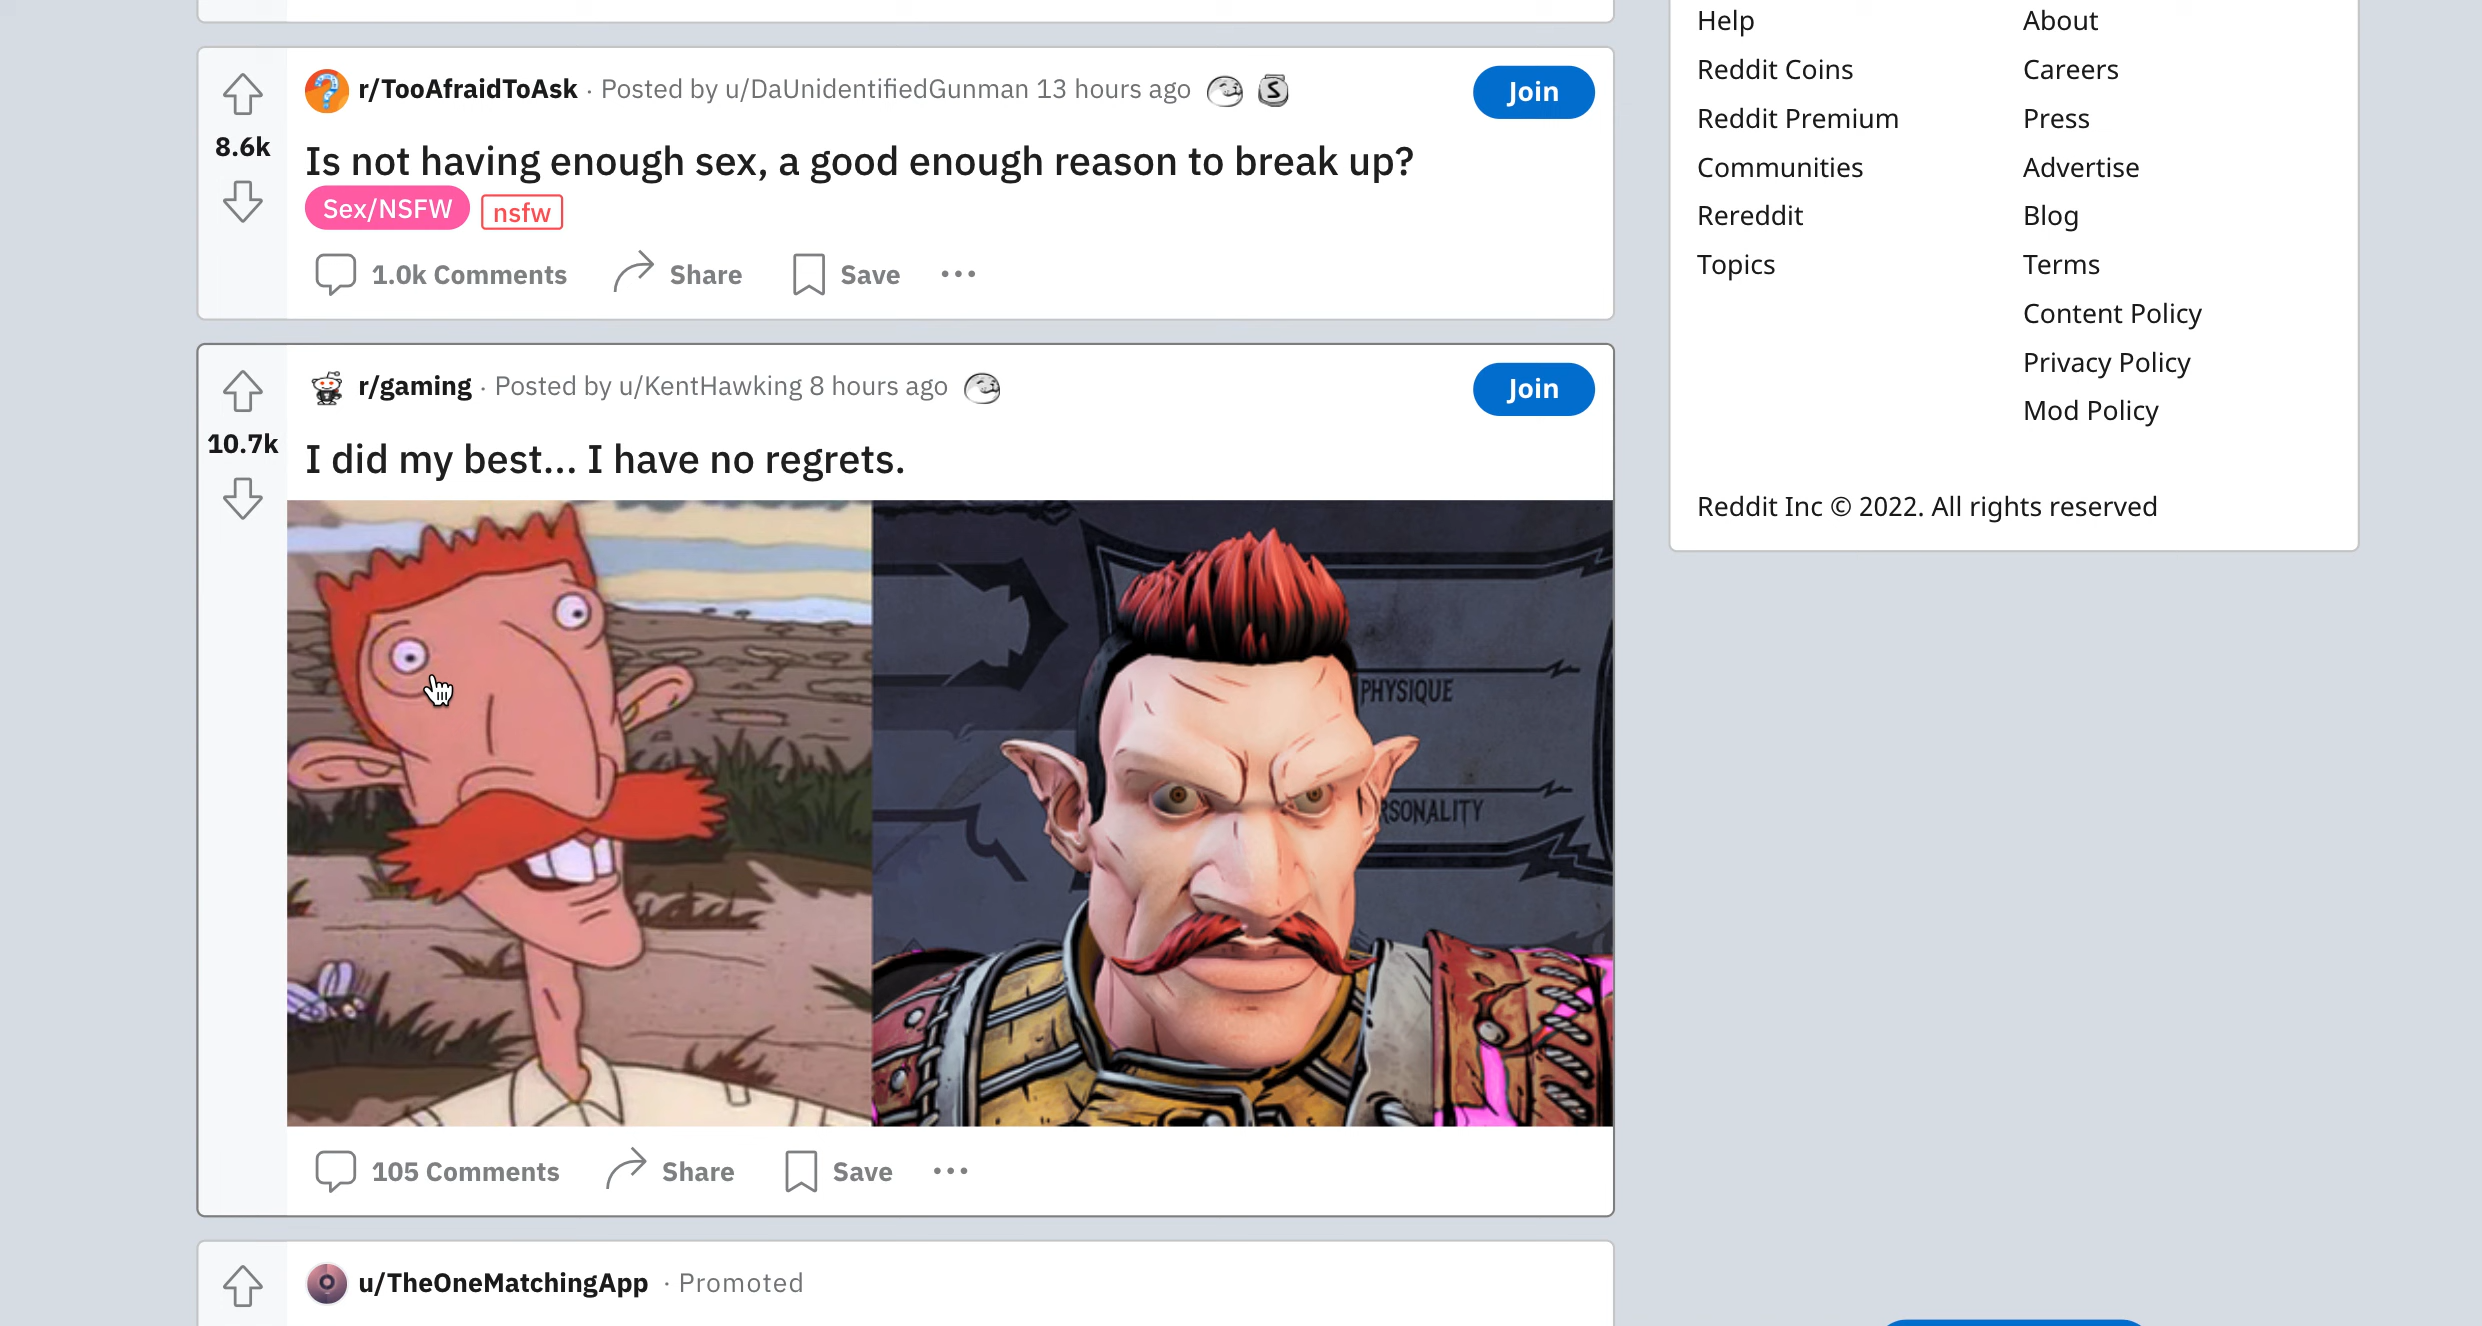 r/TooAfraidToAsk · Posted by u/DaUnidentifiedGunman 13 hours ago
Join
8.6k
Is not having enough sex, a good enough reason to break up?
Sex/NSFW nsfw
1.0k Comments Share Save ...
r/gaming · Posted by u/KentHawking 8 hours ago
Join
10.7k
I did my best... I have no regrets.
PHYSIQUE
RSONALITY
105 Comments Share Save ...
u/TheOneMatchingApp · Promoted
Help
Reddit Coins
Reddit Premium
Communities
Rereddit
Topics
About
Careers
Press
Advertise
Blog
Terms
Content Policy
Privacy Policy
Mod Policy
Reddit Inc © 2022. All rights reserved